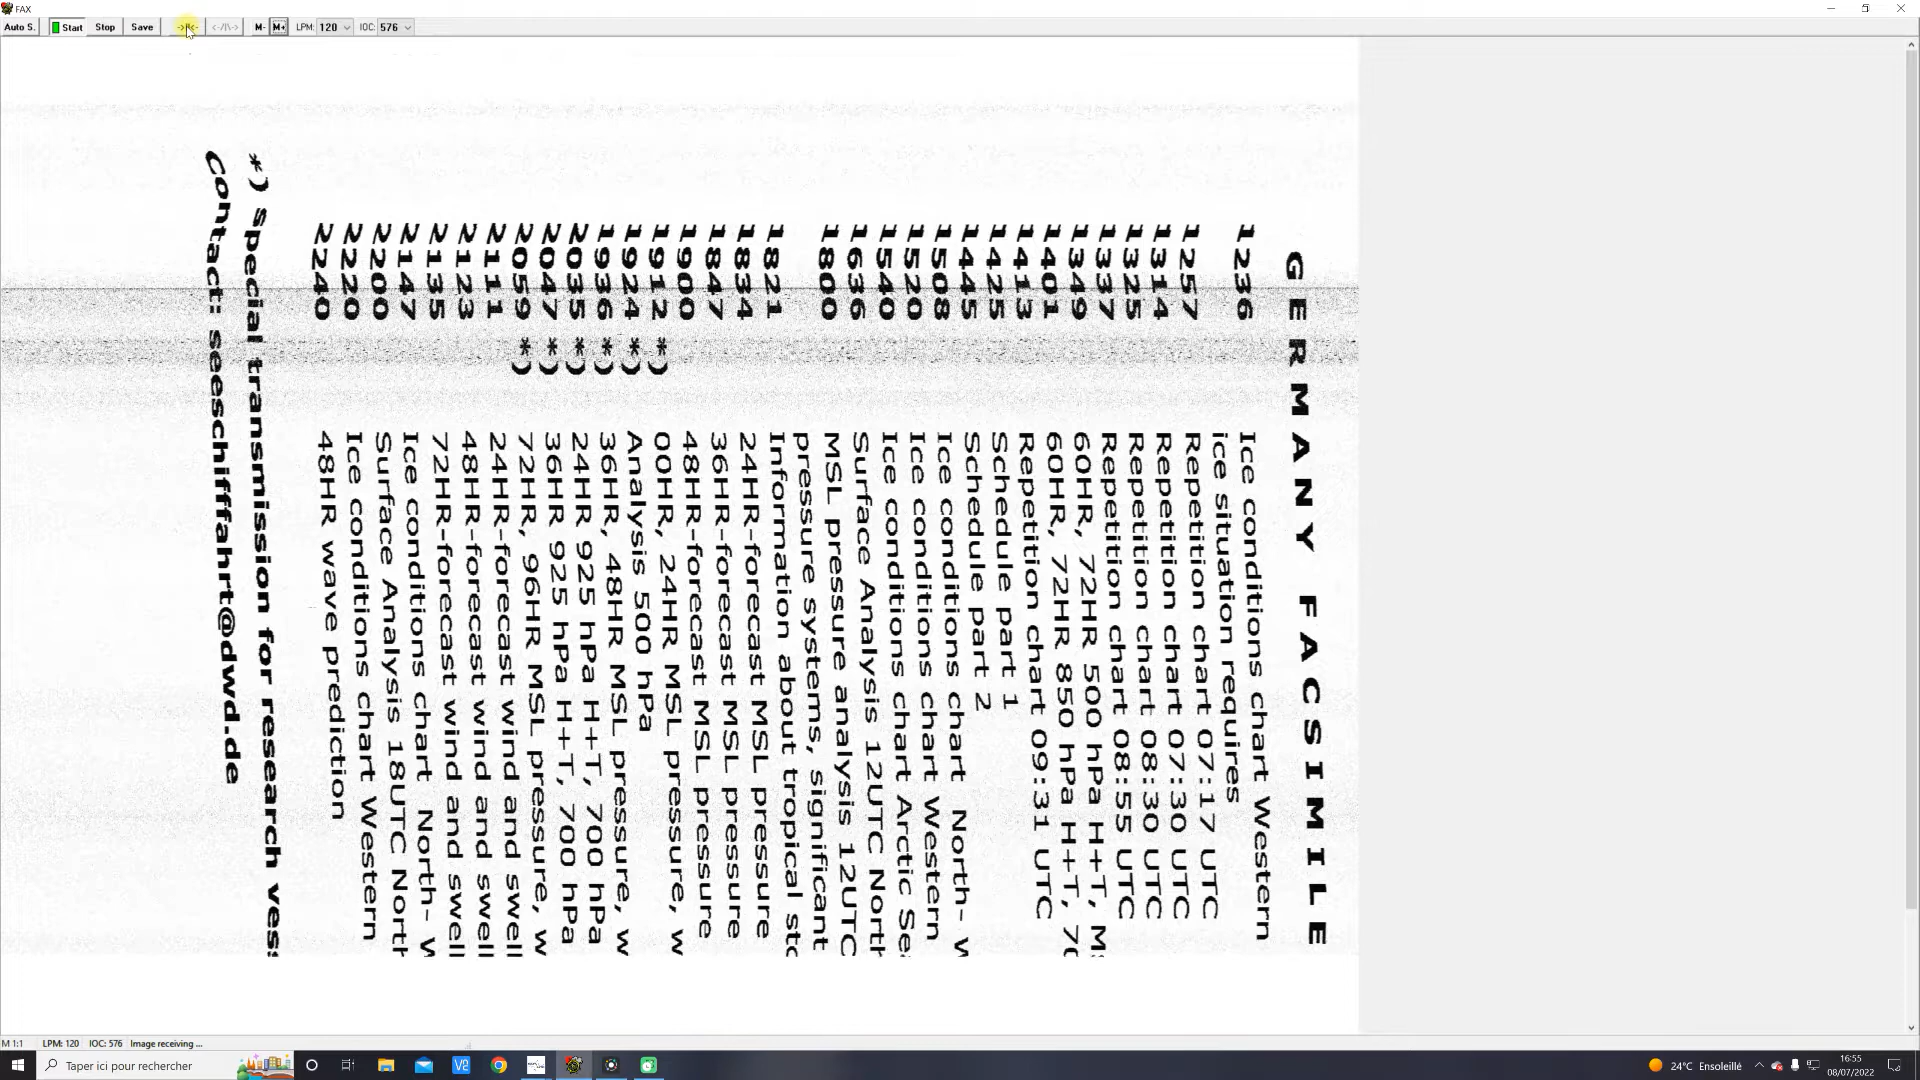 FAX
Auto S. Start Stop Save M- M+ LPM: 120 IOC: 576
GERMANY FACSIMILE
1236 Ice conditions chart Western
ice situation requires
1257 Repetition chart 07:17 UTC
1314 Repetition chart 07:30 UTC
1325 Repetition chart 08:30 UTC
1337 Repetition chart 08:55 UTC
1349 60HR, 72HR 500 hPa H+T,
1401 60HR, 72HR 850 hPa H+T,
1413 Repetition chart 09:31 UTC
1425 Schedule part 1
1445 Schedule part 2
1508 Ice conditions chart North-
1520 Ice conditions chart Western
1540 Ice conditions chart Arctic
1636 Surface Analysis 12UTC North
1800 MSL pressure analysis 12UTC
pressure systems, significant
1821 Information about tropical
1834 24HR-forecast MSL pressure
1847 36HR-forecast MSL pressure
1900 48HR-forecast MSL pressure
1912 *) 00HR, 24HR MSL pressure, w
1924 *) Analysis 500 hPa
1936 *) 36HR, 48HR MSL pressure, w
2035 *) 24HR 925 hPa H+T, 700 hPa
2047 *) 36HR 925 hPa H+T, 700 hPa
2059 *) 72HR, 96HR MSL pressure, w
2111 24HR-forecast wind and swell
2123 48HR-forecast wind and swell
2135 72HR-forecast wind and swell
2147 Ice conditions chart North-
2200 Surface Analysis 18UTC North
2220 Ice conditions chart Western
2240 48HR wave prediction
*) special transmission for research
Contact: seeschifffahrt@dwd.de
M 1:1 LPM: 120 IOC: 576 Image receiving ...
Taper ici pour rechercher 24°C Ensoleillé 16:55
08/07/2022